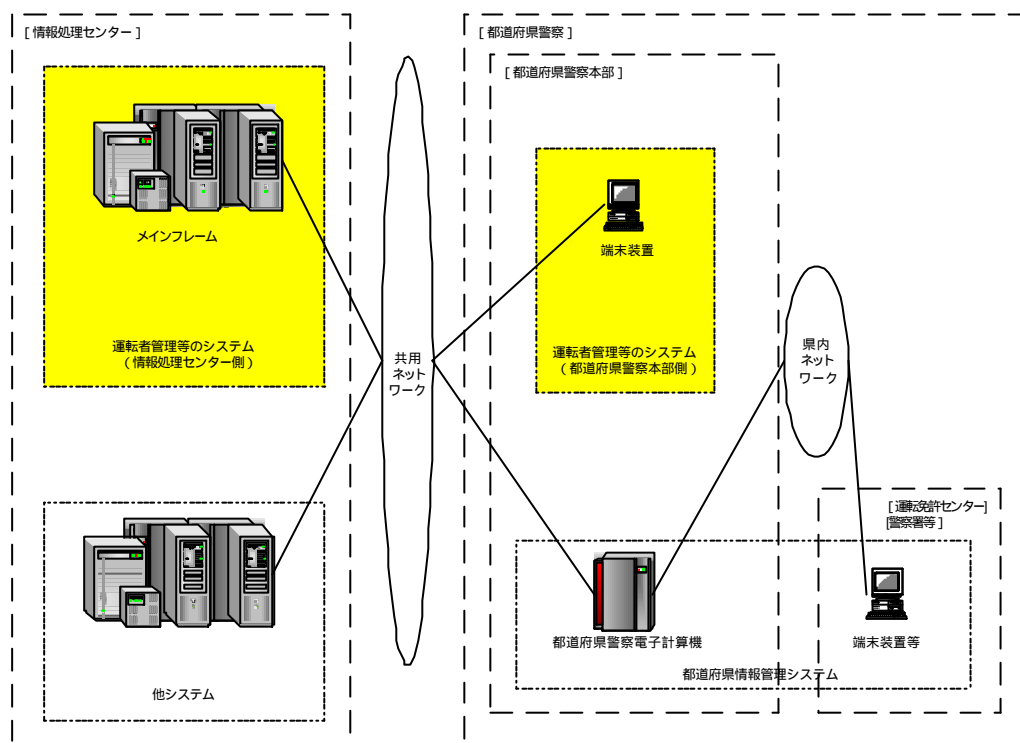 [ 情報処理センター ]
メインフレーム
運転者管理等のシステム
( 情報処理センター側 )
他システム
共用
ネット
ワーク
[ 都道府県警察 ]
[ 都道府県警察本部 ]
端末装置
運転者管理等のシステム
( 都道府県警察本部側 )
県内
ネット
ワーク
[ 運転免許センター]
[警察署等 ]
都道府県警察電子計算機
端末装置等
都道府県情報管理システム